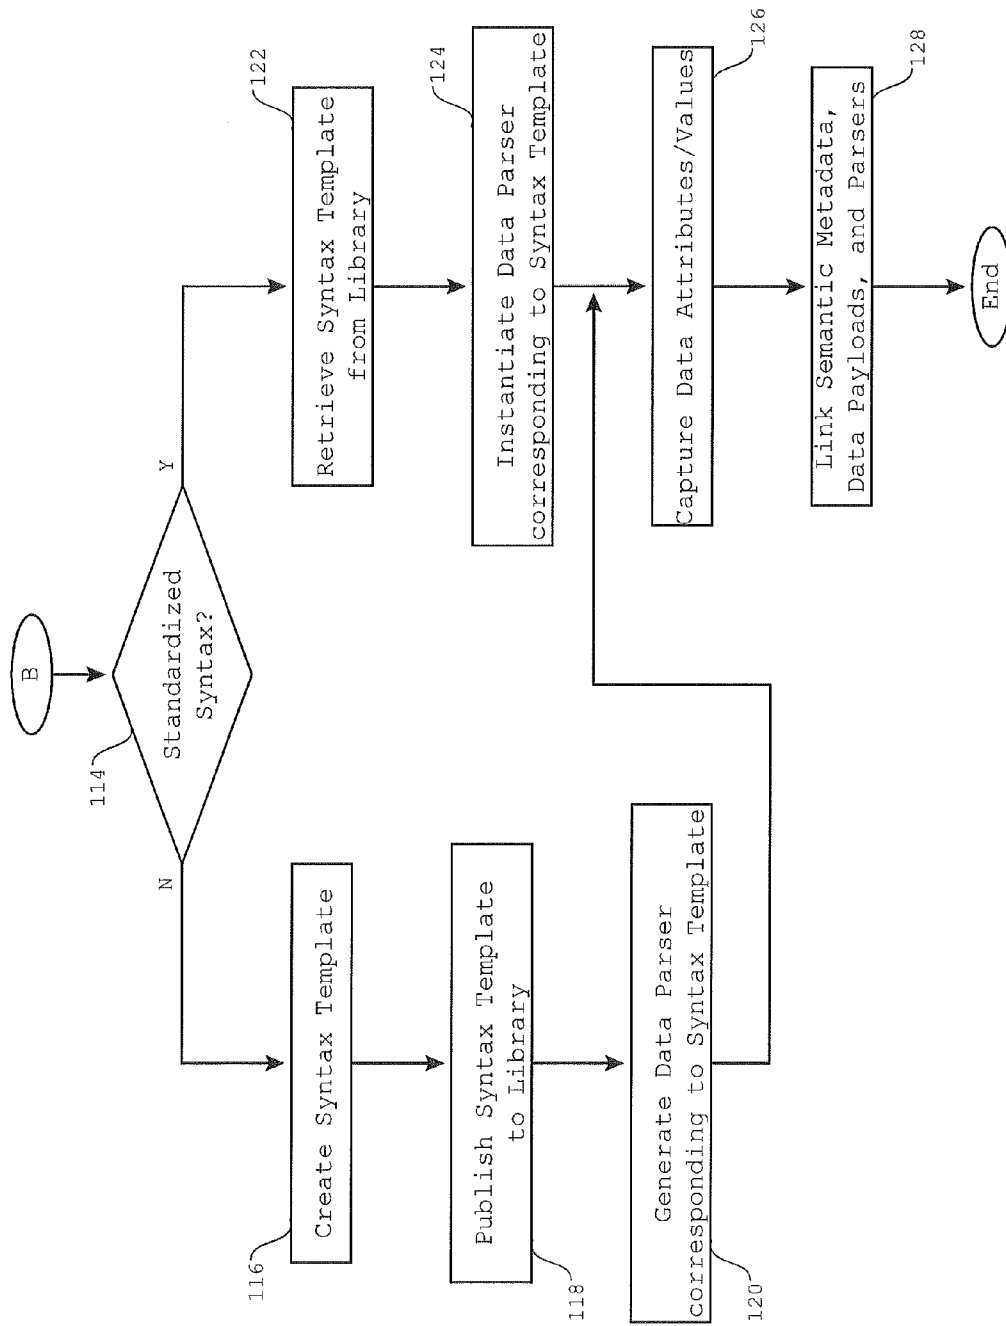 B
114
Standardized
Syntax?
N
Y
116
Create Syntax Template
118
Publish Syntax Template
to Library
120
Generate Data Parser
corresponding to Syntax Template
122
Retrieve Syntax Template
from Library
124
Instantiate Data Parser
corresponding to Syntax Template
126
Capture Data Attributes/Values
128
Link Semantic Metadata,
Data Payloads, and Parsers
End